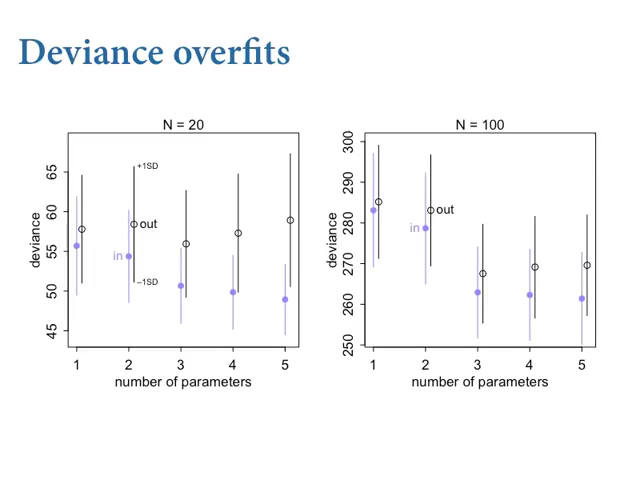 Deviance overfits
N = 20
N = 100
deviance
45 50 55 60 65
+1SD
out
in
–1SD
1 2 3 4 5
number of parameters
deviance
250 260 270 280 290 300
out
in
1 2 3 4 5
number of parameters